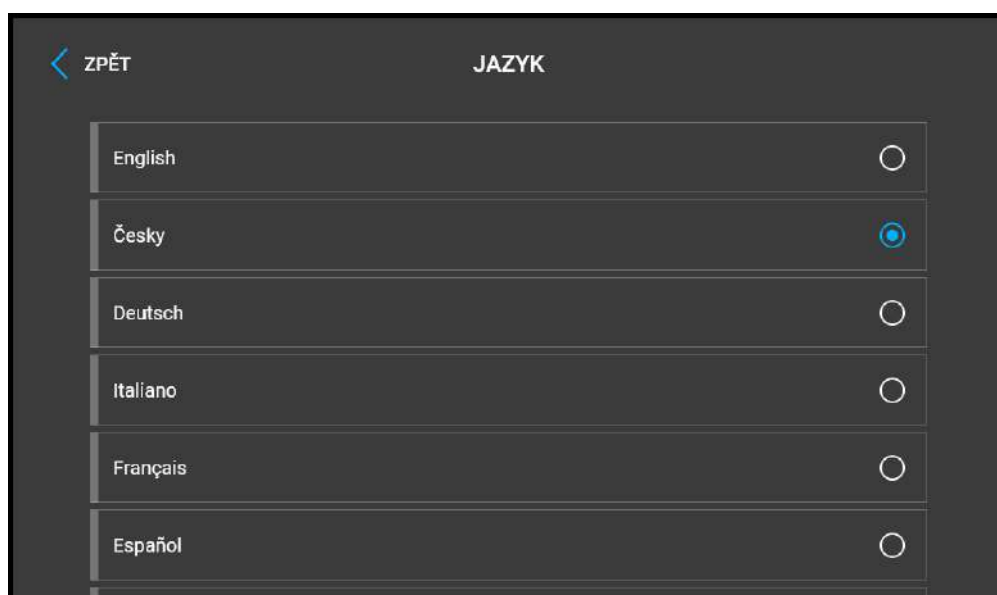 ZPĚT
JAZYK
English
Česky
Deutsch
Italiano
Français
Español